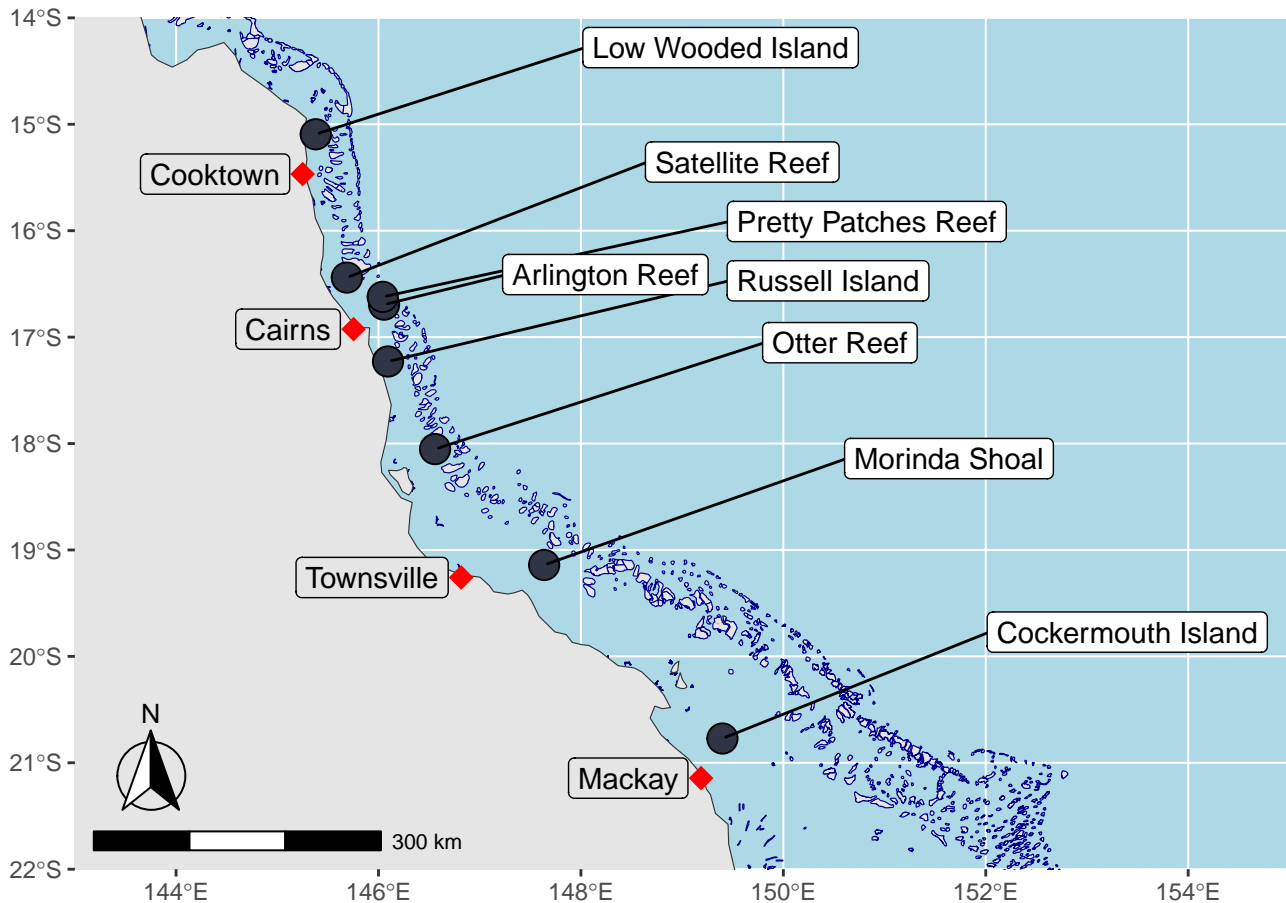 14°S
15°S
16°S
17°S
18°S
19°S
20°S
21°S
22°S
Low Wooded Island
Satellite Reef
Cooktown
Pretty Patches Reef
Arlington Reef
Russell Island
Cairns
Otter Reef
Morinda Shoal
Townsville
Cockermouth Island
N
Mackay
300 km
144°E
146°E
148°E
150°E
152°E
154°E